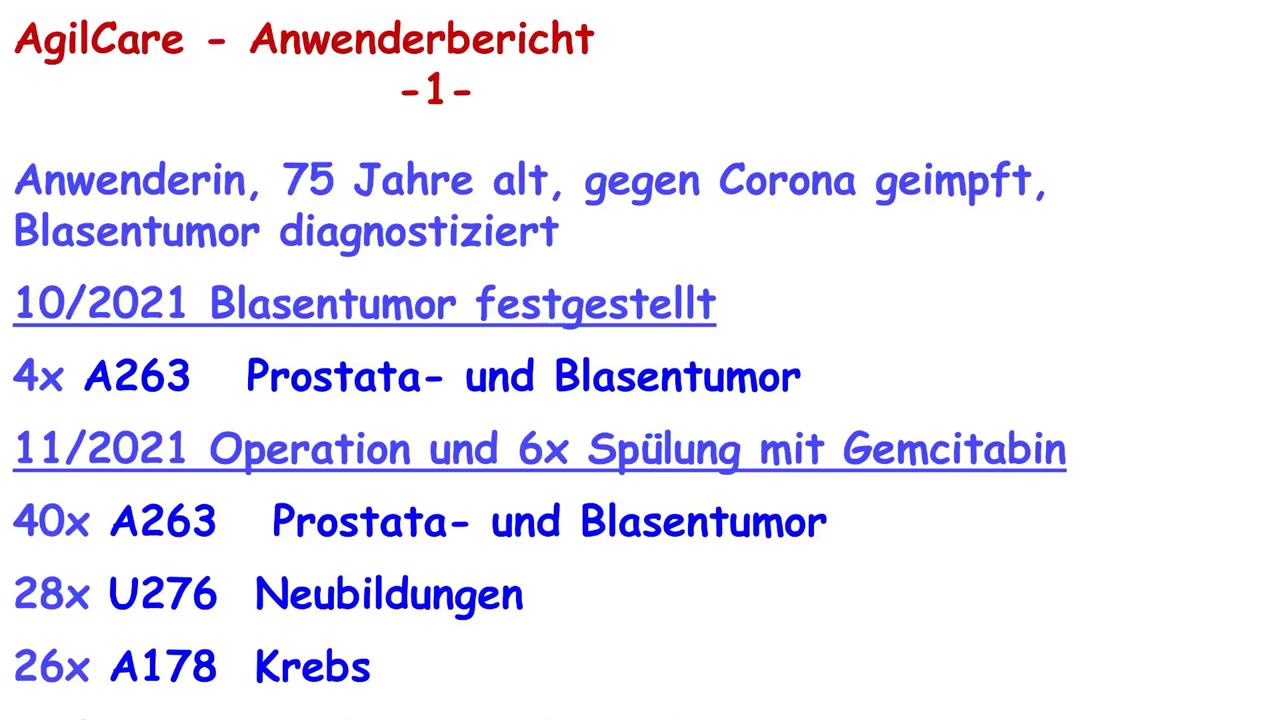 AgilCare - Anwenderbericht
-1-
Anwenderin, 75 Jahre alt, gegen Corona geimpft,
Blasentumor diagnostiziert
10/2021 Blasentumor festgestellt
4x A263 Prostata- und Blasentumor
11/2021 Operation und 6x Spülung mit Gemcitabin
40x A263 Prostata- und Blasentumor
28x U276 Neubildungen
26x A178 Krebs